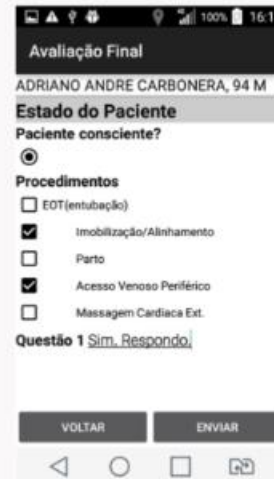 100% 16:1
Avaliação Final
ADRIANO ANDRE CARBONERA, 94 M
Estado do Paciente
Paciente consciente?
Procedimentos
EOT(entubação)
Imobilização/Alinhamento
Parto
Acesso Venoso Periférico
Massagem Cardiaca Ext.
Questão 1 Sim. Respondo.
VOLTAR ENVIAR